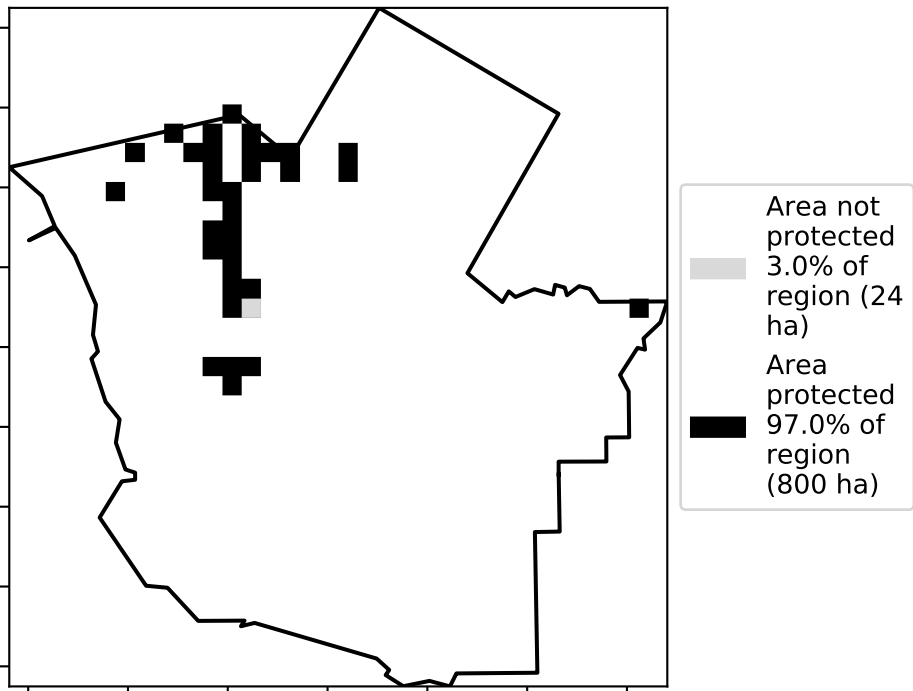 Area not
protected
3.0% of
region (24
ha)
Area
protected
97.0% of
region
(800 ha)